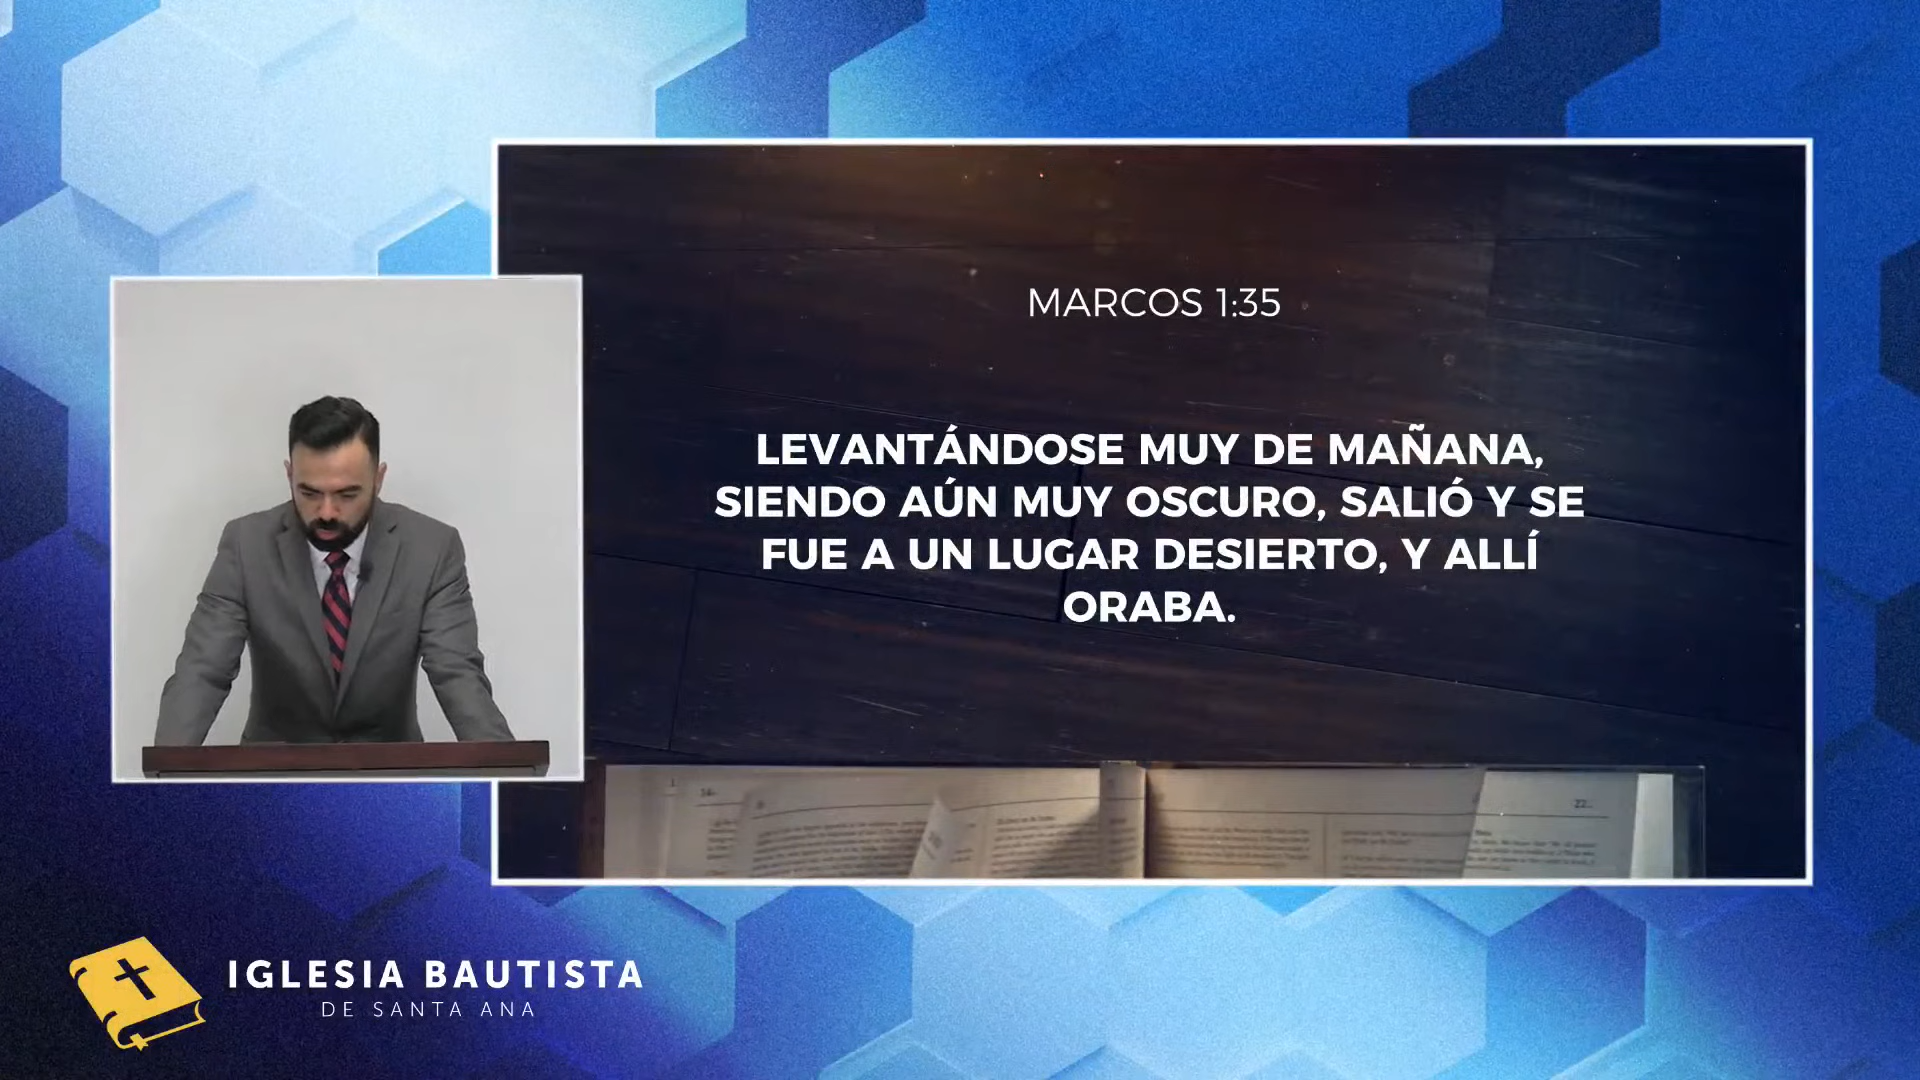 MARCOS 1:35
LEVANTÁNDOSE MUY DE MAÑANA,
SIENDO AÚN MUY OSCURO, SALIÓ Y SE
FUE A UN LUGAR DESIERTO, Y ALLÍ
ORABA.
IGLESIA BAUTISTA
DE SANTA ANA